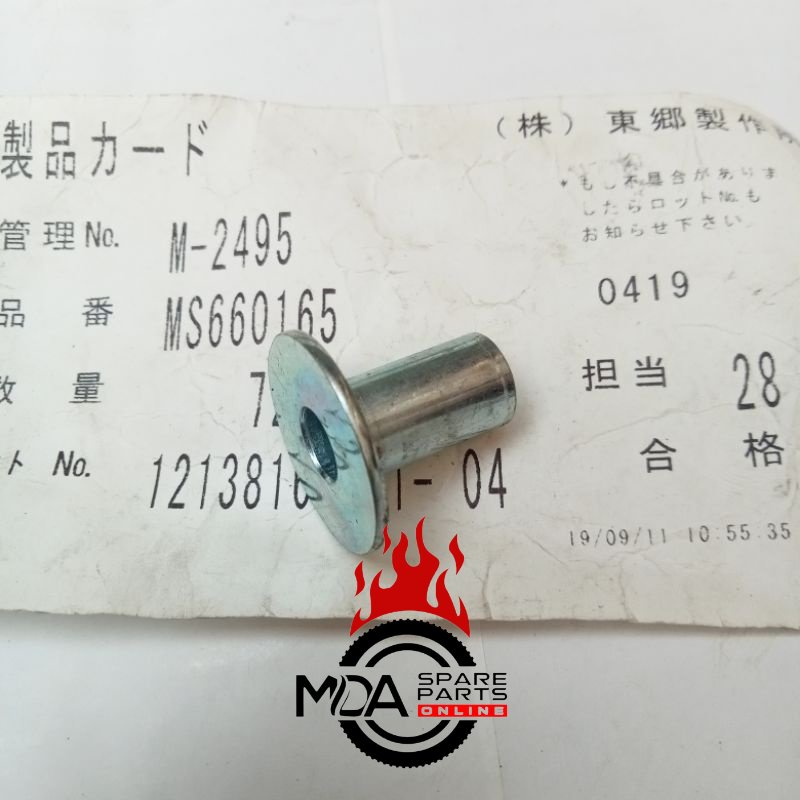 製品カード
（株）東郷製作
* もし不具合がありま
したらロットNo.も
お知らせ下さい
管理No. M-2495
0419
品番 MS660165
担当 28
数量
合格
ト No. 04
19/09/11 10:55:35
MDA SPARE PARTS ONLINE